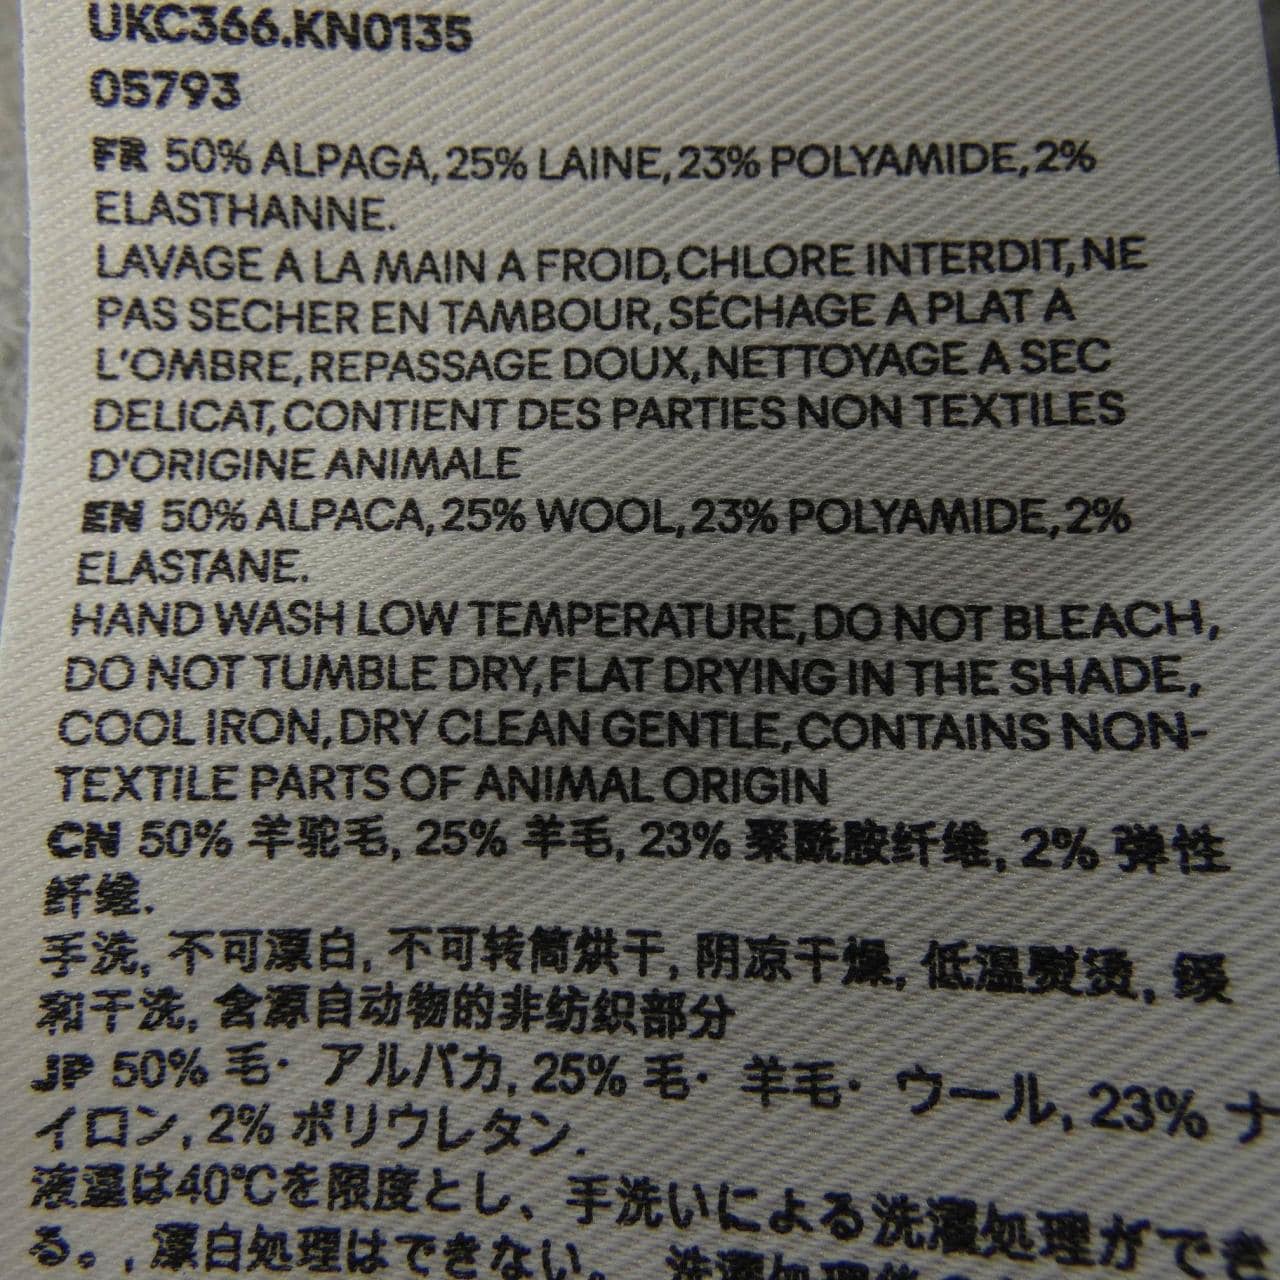 UKC366.KN0135
05793
FR 50% ALPAGA, 25% LAINE, 23% POLYAMIDE, 2%
ELASTHANNE.
LAVAGE A LA MAIN A FROID, CHLORE INTERDIT, NE
PAS SECHER EN TAMBOUR, SÉCHAGE A PLAT A
L'OMBRE, REPASSAGE DOUX, NETTOYAGE A SEC
DELICAT, CONTIENT DES PARTIES NON TEXTILES
D'ORIGINE ANIMALE
EN 50% ALPACA, 25% WOOL, 23% POLYAMIDE, 2%
ELASTANE.
HAND WASH LOW TEMPERATURE, DO NOT BLEACH,
DO NOT TUMBLE DRY, FLAT DRYING IN THE SHADE,
COOL IRON, DRY CLEAN GENTLE, CONTAINS NON-
TEXTILE PARTS OF ANIMAL ORIGIN
CN 50% 羊驼毛, 25% 羊毛, 23% 聚酰胺纤维, 2% 弹性
纤维.
手洗, 不可漂白, 不可转筒烘干, 阴凉干燥, 低温熨烫, 缓
和干洗, 含源自动物的非纺织部分
JP 50% 毛・ アルパカ, 25% 毛・ 羊毛・ ウール, 23% ナ
イロン, 2% ポリウレタン.
液温は40℃を限度とし、手洗いによる洗濯処理ができ
る。, 漂白処理はできない。 洗濯処理